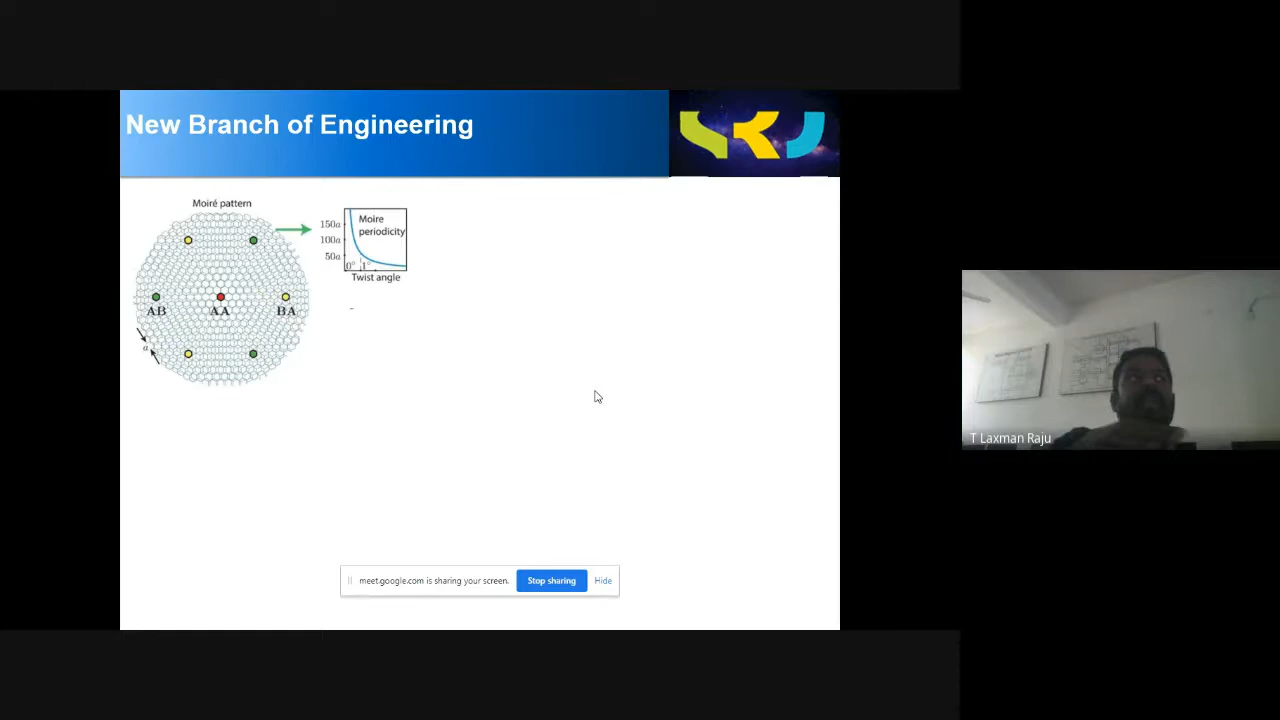 New Branch of Engineering
SKU
Moiré pattern
AB
AA
BA
a
150a
100a
50a
Moire
periodicity
0° 1°
Twist angle
T Laxman Raju
meet.google.com is sharing your screen.
Stop sharing
Hide